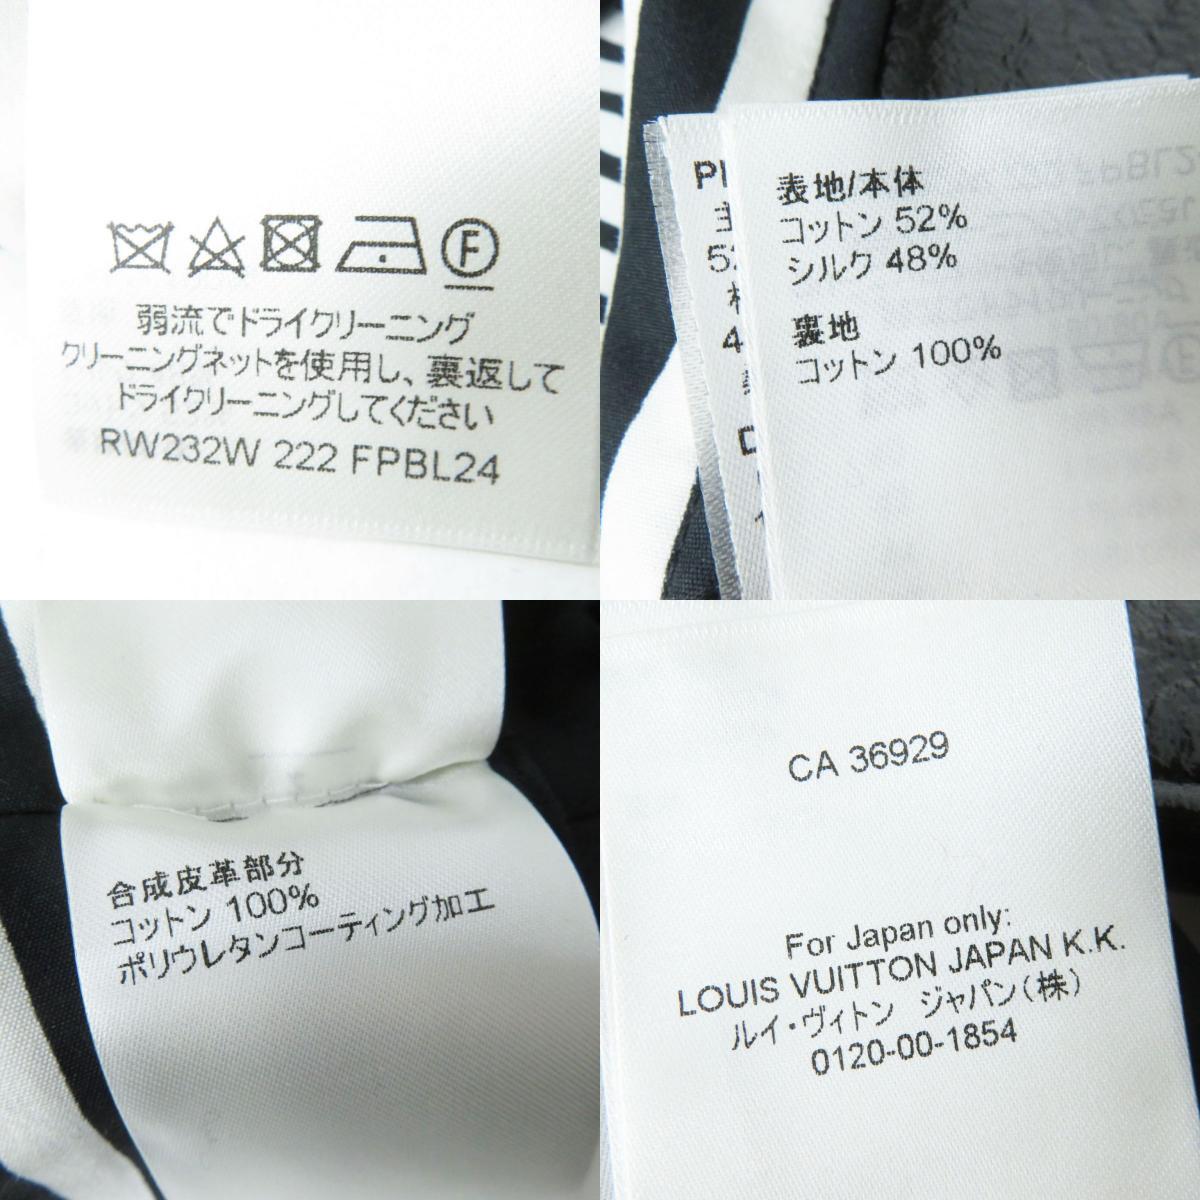 F
弱流でドライクリーニング
クリーニングネットを使用し、裏返して
ドライクリーニングしてください
RW232W 222 FPBL24
表地/本体
コットン 52%
シルク 48%
裏地
コットン 100%
合成皮革部分
コットン 100%
ポリウレタンコーティング加工
CA 36929
For Japan only:
LOUIS VUITTON JAPAN K.K.
ルイ・ヴィトン ジャパン(株)
0120-00-1854